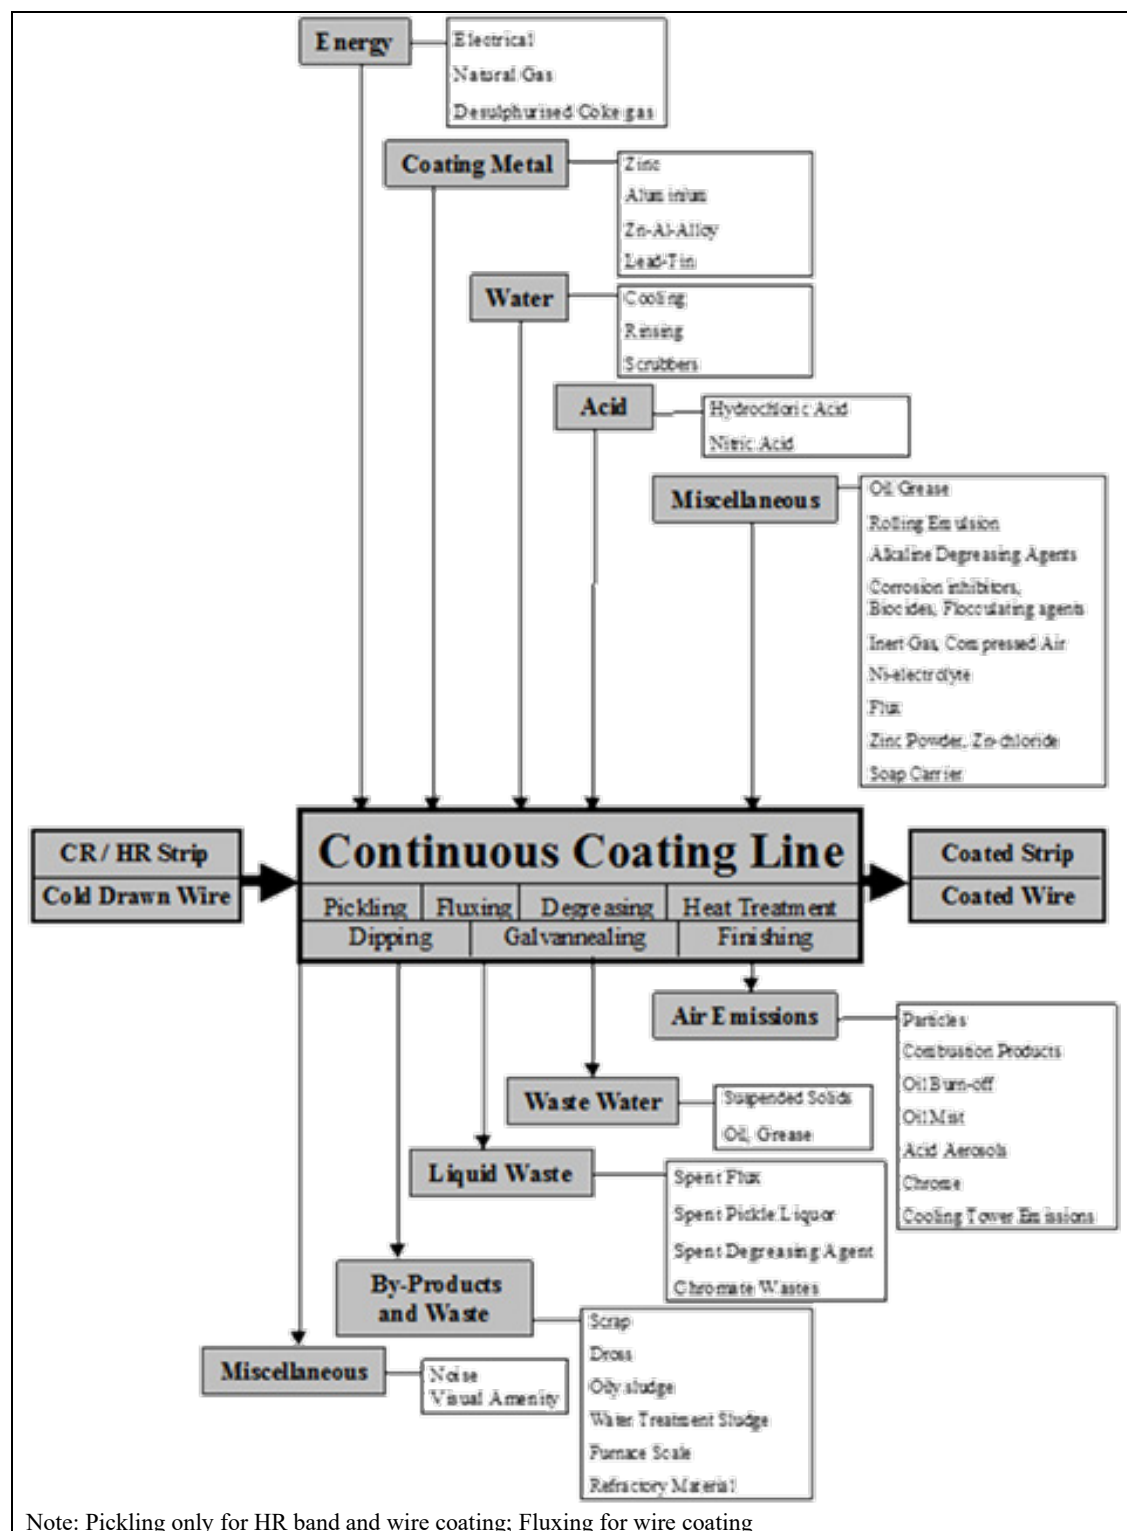 Energy
Electrical
Natural Gas
Desulphurised Coke gas
Coating Metal
Zinc
Aluminium
Zn-Al-Alloy
Lead-Tin
Water
Cooling
Rinsing
Scrubbers
Acid
Hydrochloric Acid
Nitric Acid
Miscellaneous
Oil, Grease
Rolling Emulsion
Alkaline Degreasing Agents
Corrosion inhibitors,
Biocides, Flocculating agents
Inert Gas, Compressed Air
Ni-electrolyte
Flux
Zinc Powder, Zn-chloride
Soap Carrier
CR / HR Strip
Cold Drawn Wire
Continuous Coating Line
Pickling Fluxing Degreasing Heat Treatment
Dipping Galvannealing Finishing
Coated Strip
Coated Wire
Air Emissions
Particles
Combustion Products
Oil Burn-off
Oil Mist
Acid Aerosols
Chrome
Cooling Tower Emissions
Waste Water
Suspended Solids
Oil, Grease
Liquid Waste
Spent Flux
Spent Pickle Liquor
Spent Degreasing Agent
Chromate Wastes
By-Products
and Waste
Scrap
Dross
Oily sludge
Water Treatment Sludge
Furnace Scale
Refractory Material
Miscellaneous
Noise
Visual Amenity
Note: Pickling only for HR band and wire coating; Fluxing for wire coating